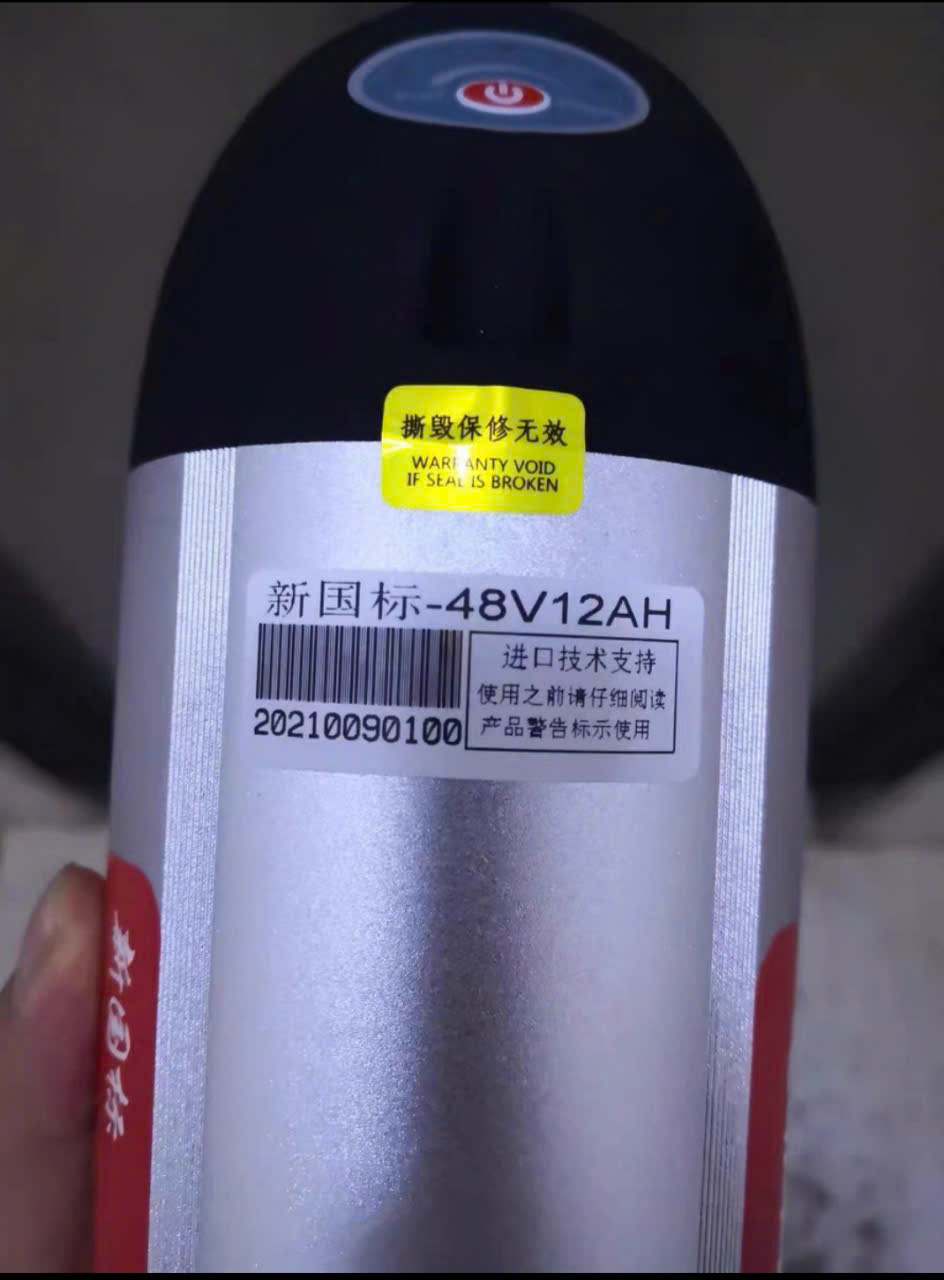 撕毁保修无效
WARRANTY VOID
IF SEAL IS BROKEN
新国标-48V12AH
进口技术支持
使用之前请仔细阅读
产品警告标示使用
20210090100
新国标